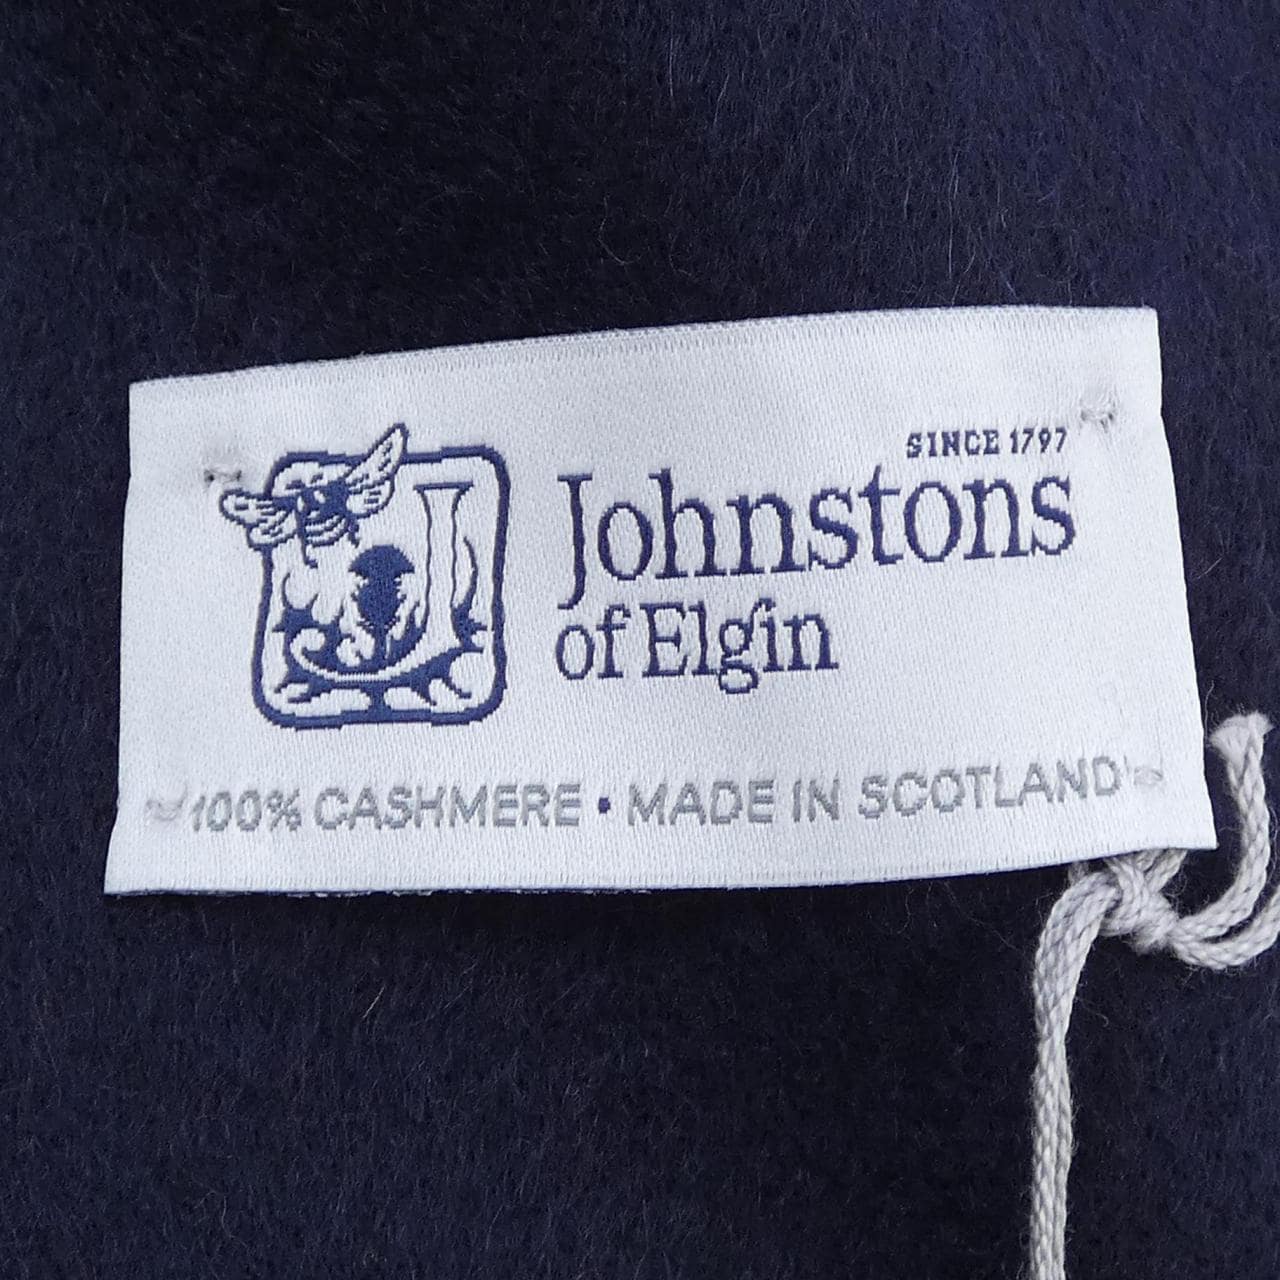 SINCE 1797
Johnstons
of Elgin
100% CASHMERE • MADE IN SCOTLAND